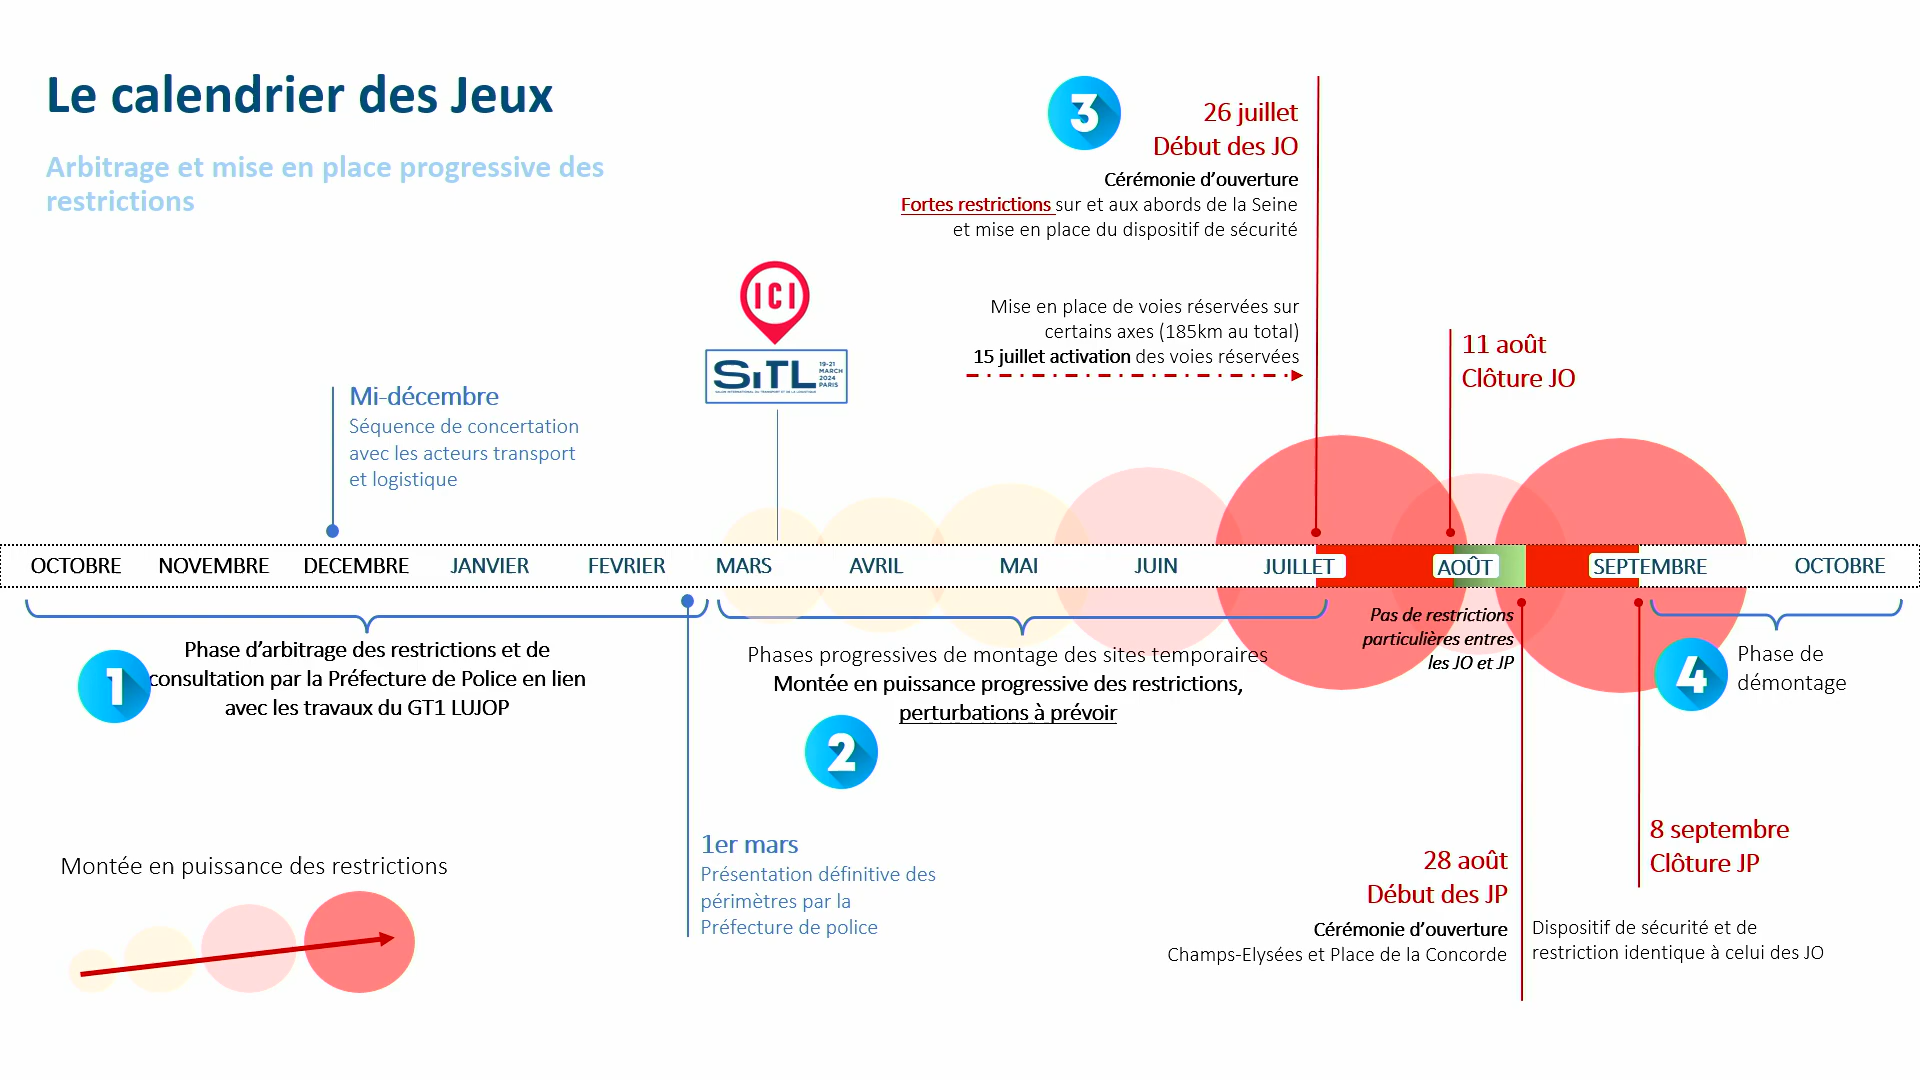 Le calendrier des Jeux
Arbitrage et mise en place progressive des
restrictions
3
26 juillet
Début des JO
Cérémonie d’ouverture
Fortes restrictions sur et aux abords de la Seine
et mise en place du dispositif de sécurité
Mise en place de voies réservées sur
certains axes (185km au total)
15 juillet activation des voies réservées
ICI
SiTL
19-21
MARCH
2024
PARIS
11 août
Clôture JO
Mi-décembre
Séquence de concertation
avec les acteurs transport
et logistique
OCTOBRE NOVEMBRE DECEMBRE JANVIER FEVRIER MARS AVRIL MAI JUIN JUILLET AOÛT SEPTEMBRE OCTOBRE
1
Phase d’arbitrage des restrictions et de
consultation par la Préfecture de Police en lien
avec les travaux du GT1 LUJOP
Phases progressives de montage des sites temporaires
Montée en puissance progressive des restrictions,
perturbations à prévoir
2
Pas de restrictions
particulières entres
les JO et JP
4
Phase de
démontage
1er mars
Présentation définitive des
périmètres par la
Préfecture de police
28 août
Début des JP
Cérémonie d’ouverture
Champs-Elysées et Place de la Concorde
8 septembre
Clôture JP
Dispositif de sécurité et de
restriction identique à celui des JO
Montée en puissance des restrictions